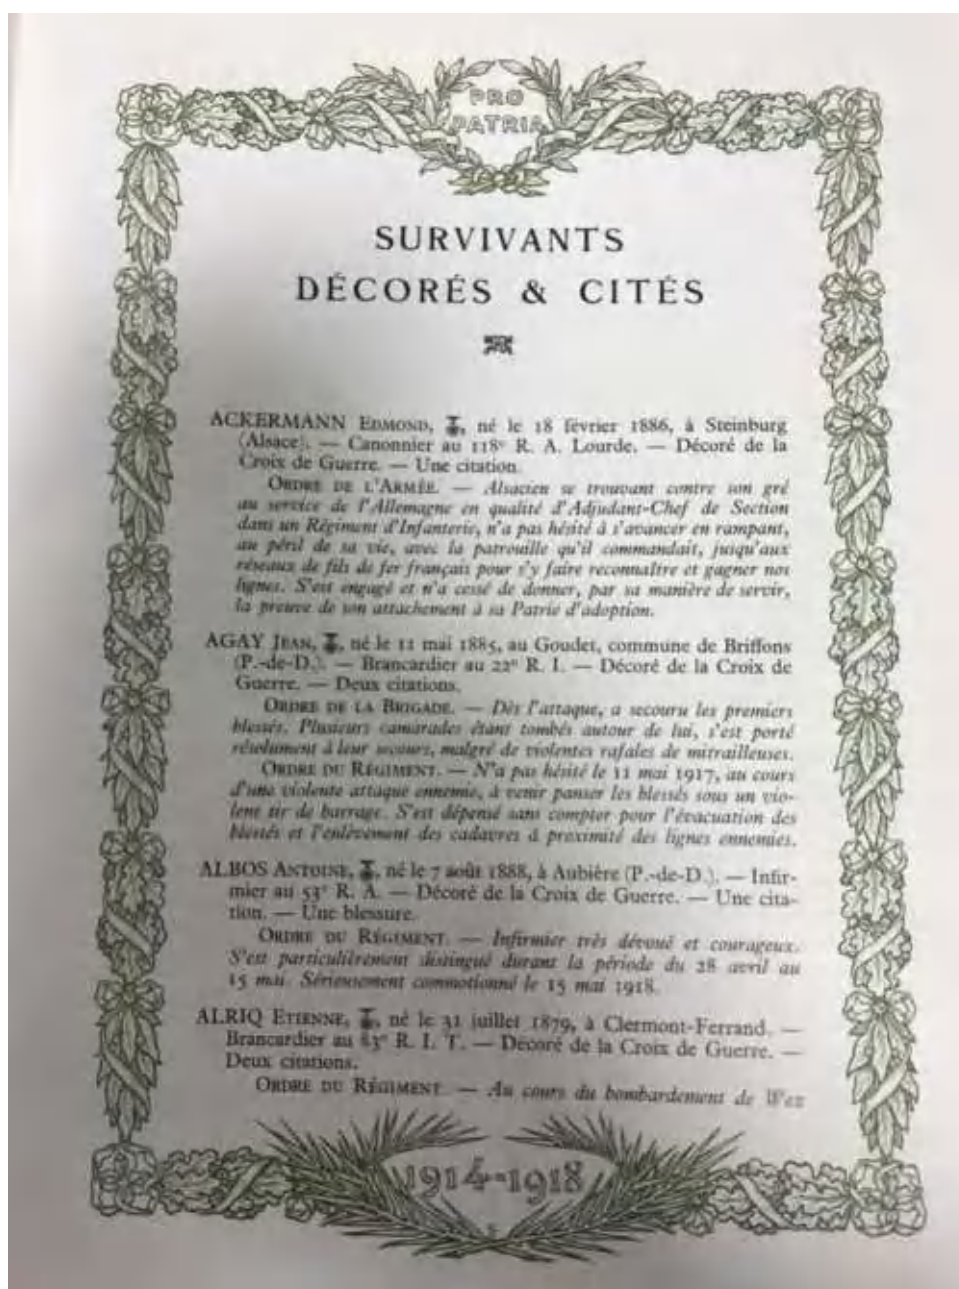 PRO
PATRIA
SURVIVANTS
DÉCORÉS & CITÉS
ACKERMANN EDMOND, né le 18 février 1886, à Steinburg
(Alsace). — Canonnier au 118e R. A. Lourde. — Décoré de la
Croix de Guerre. — Une citation.
ORDRE DE L'ARMÉE. — Alsacien se trouvant contre son gré
au service de l'Allemagne en qualité d'Adjudant-Chef de Section
dans un Régiment d'Infanterie, n'a pas hésité à s'avancer en rampant,
au péril de sa vie, avec la patrouille qu'il commandait, jusqu'aux
réseaux de fils de fer français pour s'y faire reconnaître et gagner nos
lignes. S'est engagé et n'a cessé de donner, par sa manière de servir,
la preuve de son attachement à sa Patrie d'adoption.
AGAY JEAN, né le 11 mai 1885, au Goudet, commune de Briffons
(P.-de-D.). — Brancardier au 22e R. I. — Décoré de la Croix de
Guerre. — Deux citations.
ORDRE DE LA BRIGADE. — Dès l'attaque, a secouru les premiers
blessés. Plusieurs camarades étant tombés autour de lui, s'est porté
résolument à leur secours, malgré de violentes rafales de mitrailleuses.
ORDRE DU RÉGIMENT. — N'a pas hésité le 11 mai 1917, au cours
d'une violente attaque ennemie, à venir panser les blessés sous un vio-
lent tir de barrage. S'est dépensé sans compter pour l'évacuation des
blessés et l'enlèvement des cadavres à proximité des lignes ennemies.
ALBOS ANTOINE, né le 7 août 1888, à Aubière (P.-de-D.). — Infir-
mier au 53e R. A. — Décoré de la Croix de Guerre. — Une cita-
tion. — Une blessure.
ORDRE DU RÉGIMENT. — Infirmier très dévoué et courageux.
S'est particulièrement distingué durant la période du 28 avril au
15 mai. Sérieusement commotionné le 15 mai 1918.
ALRIQ ETIENNE, né le 31 juillet 1879, à Clermont-Ferrand. —
Brancardier au 83e R. I. T. — Décoré de la Croix de Guerre. —
Deux citations.
ORDRE DU RÉGIMENT. — Au cours du bombardement de Wez
1914-1918